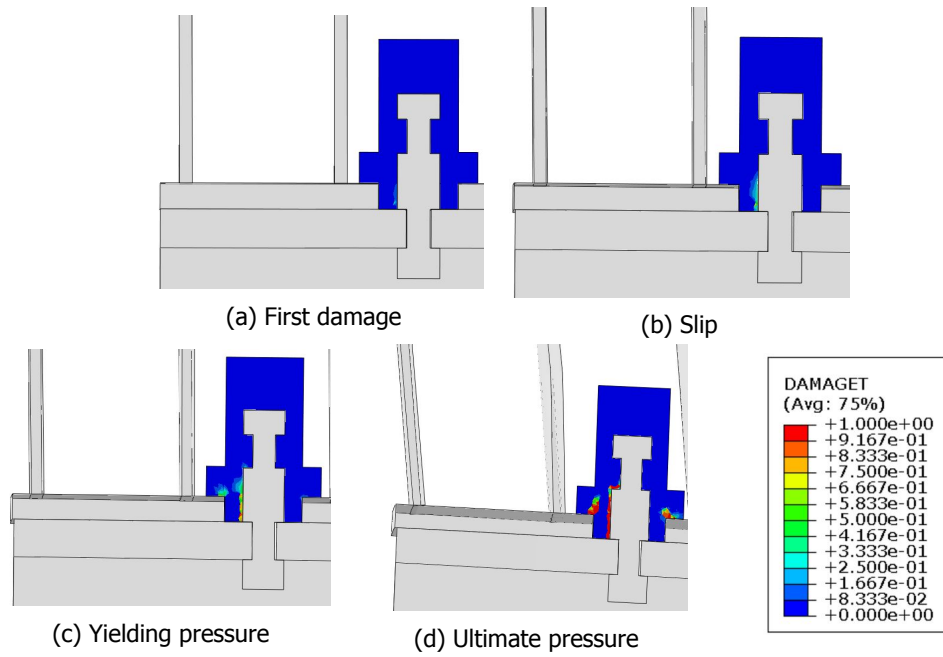 (a) First damage
(b) Slip
(c) Yielding pressure
(d) Ultimate pressure
DAMAGET
(Avg: 75%)
+1.000e+00
+9.167e-01
+8.333e-01
+7.500e-01
+6.667e-01
+5.833e-01
+5.000e-01
+4.167e-01
+3.333e-01
+2.500e-01
+1.667e-01
+8.333e-02
+0.000e+00